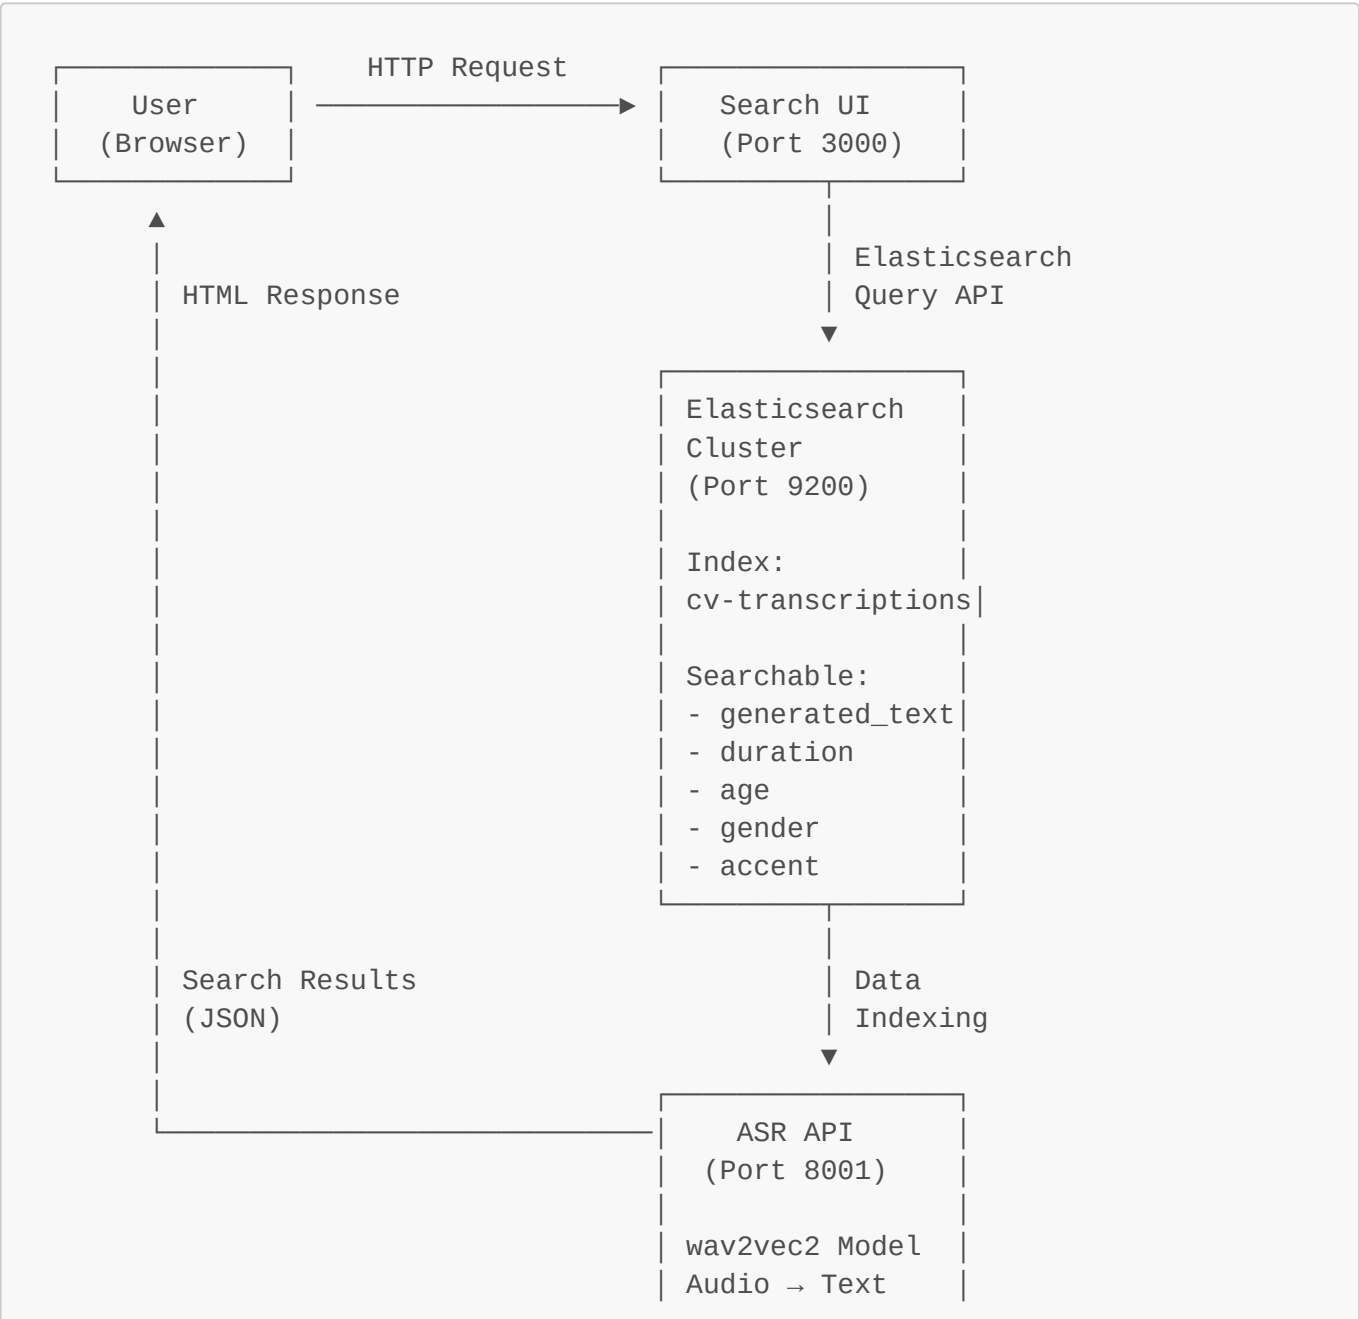 HTTP Request
User
(Browser)
Search UI
(Port 3000)
Elasticsearch
Query API
HTML Response
Elasticsearch
Cluster
(Port 9200)
Index:
cv-transcriptions
Searchable:
- generated_text
- duration
- age
- gender
- accent
Search Results
(JSON)
Data
Indexing
ASR API
(Port 8001)
wav2vec2 Model
Audio → Text